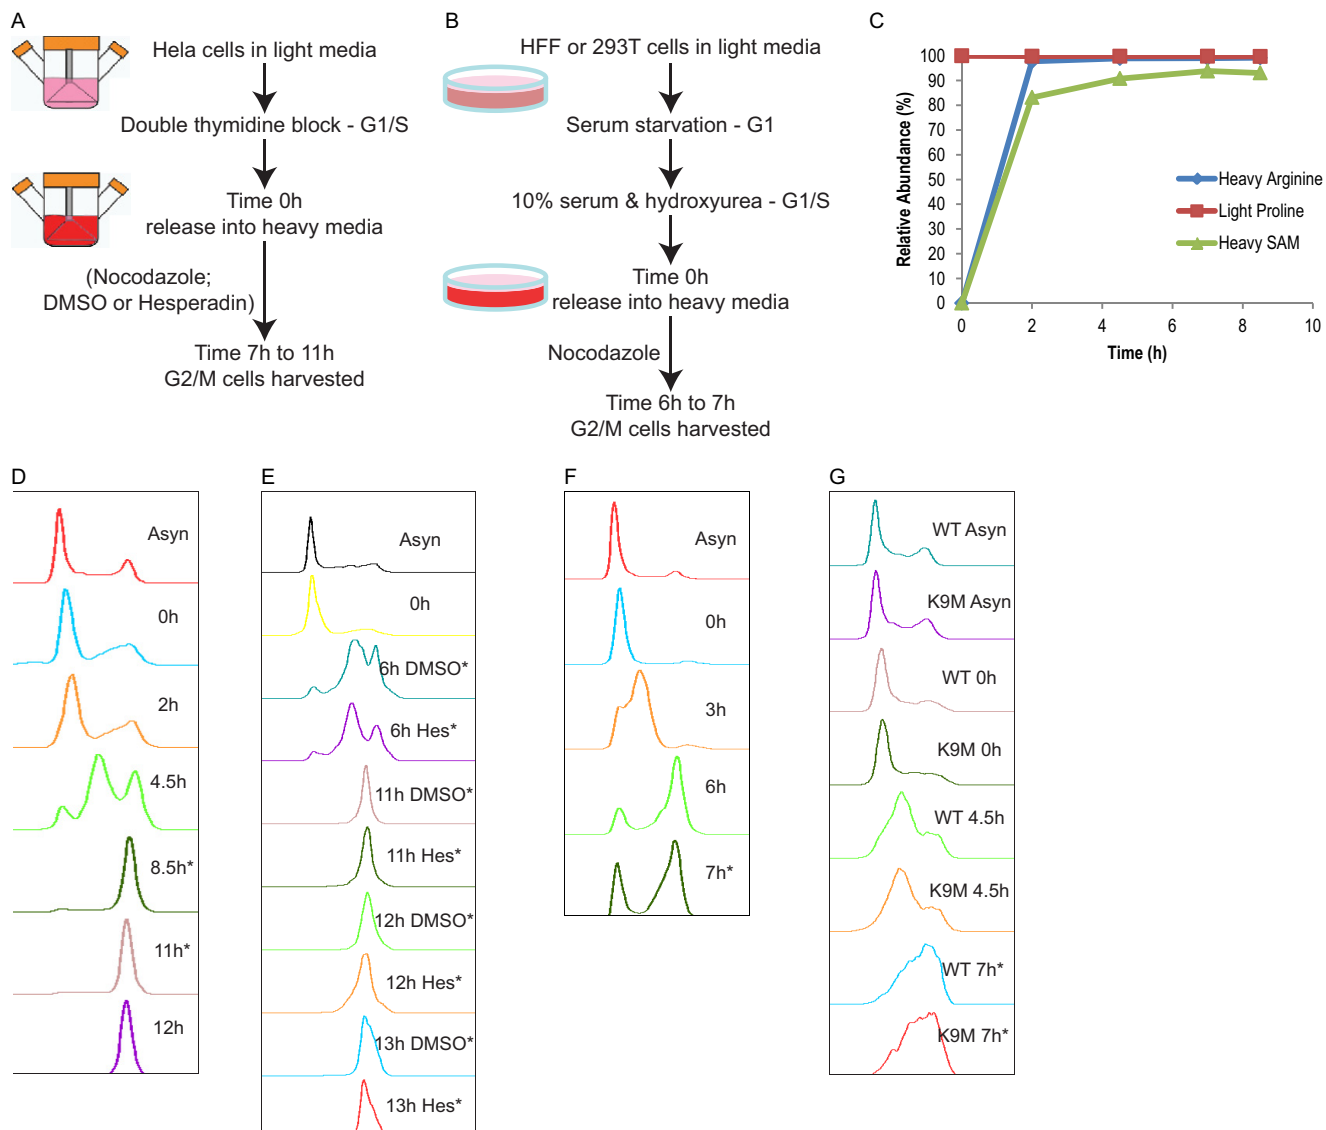 A
Hela cells in light media
Double thymidine block - G1/S
Time 0h
release into heavy media
(Nocodazole;
DMSO or Hesperadin)
Time 7h to 11h
G2/M cells harvested
B
HFF or 293T cells in light media
Serum starvation - G1
10% serum & hydroxyurea - G1/S
Time 0h
release into heavy media
Nocodazole
Time 6h to 7h
G2/M cells harvested
C
Relative Abundance (%)
100
90
80
70
60
50
40
30
20
10
0
0 2 4 6 8 10
Time (h)
Heavy Arginine
Light Proline
Heavy SAM
D
Asyn
0h
2h
4.5h
8.5h*
11h*
12h
E
Asyn
0h
6h DMSO*
6h Hes*
11h DMSO*
11h Hes*
12h DMSO*
12h Hes*
13h DMSO*
13h Hes*
F
Asyn
0h
3h
6h
7h*
G
WT Asyn
K9M Asyn
WT 0h
K9M 0h
WT 4.5h
K9M 4.5h
WT 7h*
K9M 7h*